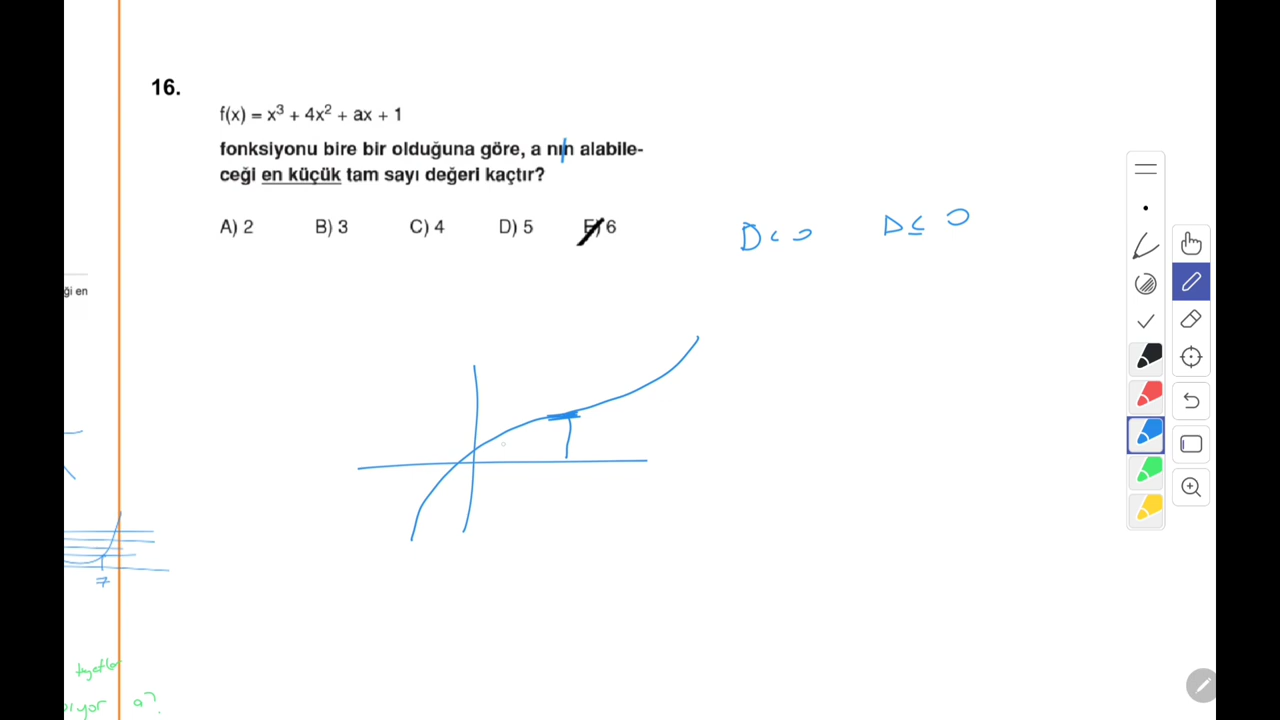 16.
f(x) = x³ + 4x² + ax + 1
fonksiyonu bire bir olduğuna göre, a nın alabile-
ceği en küçük tam sayı değeri kaçtır?
A) 2 B) 3 C) 4 D) 5 E) 6
D < 0 D ≤ 0
ği en
7
a?